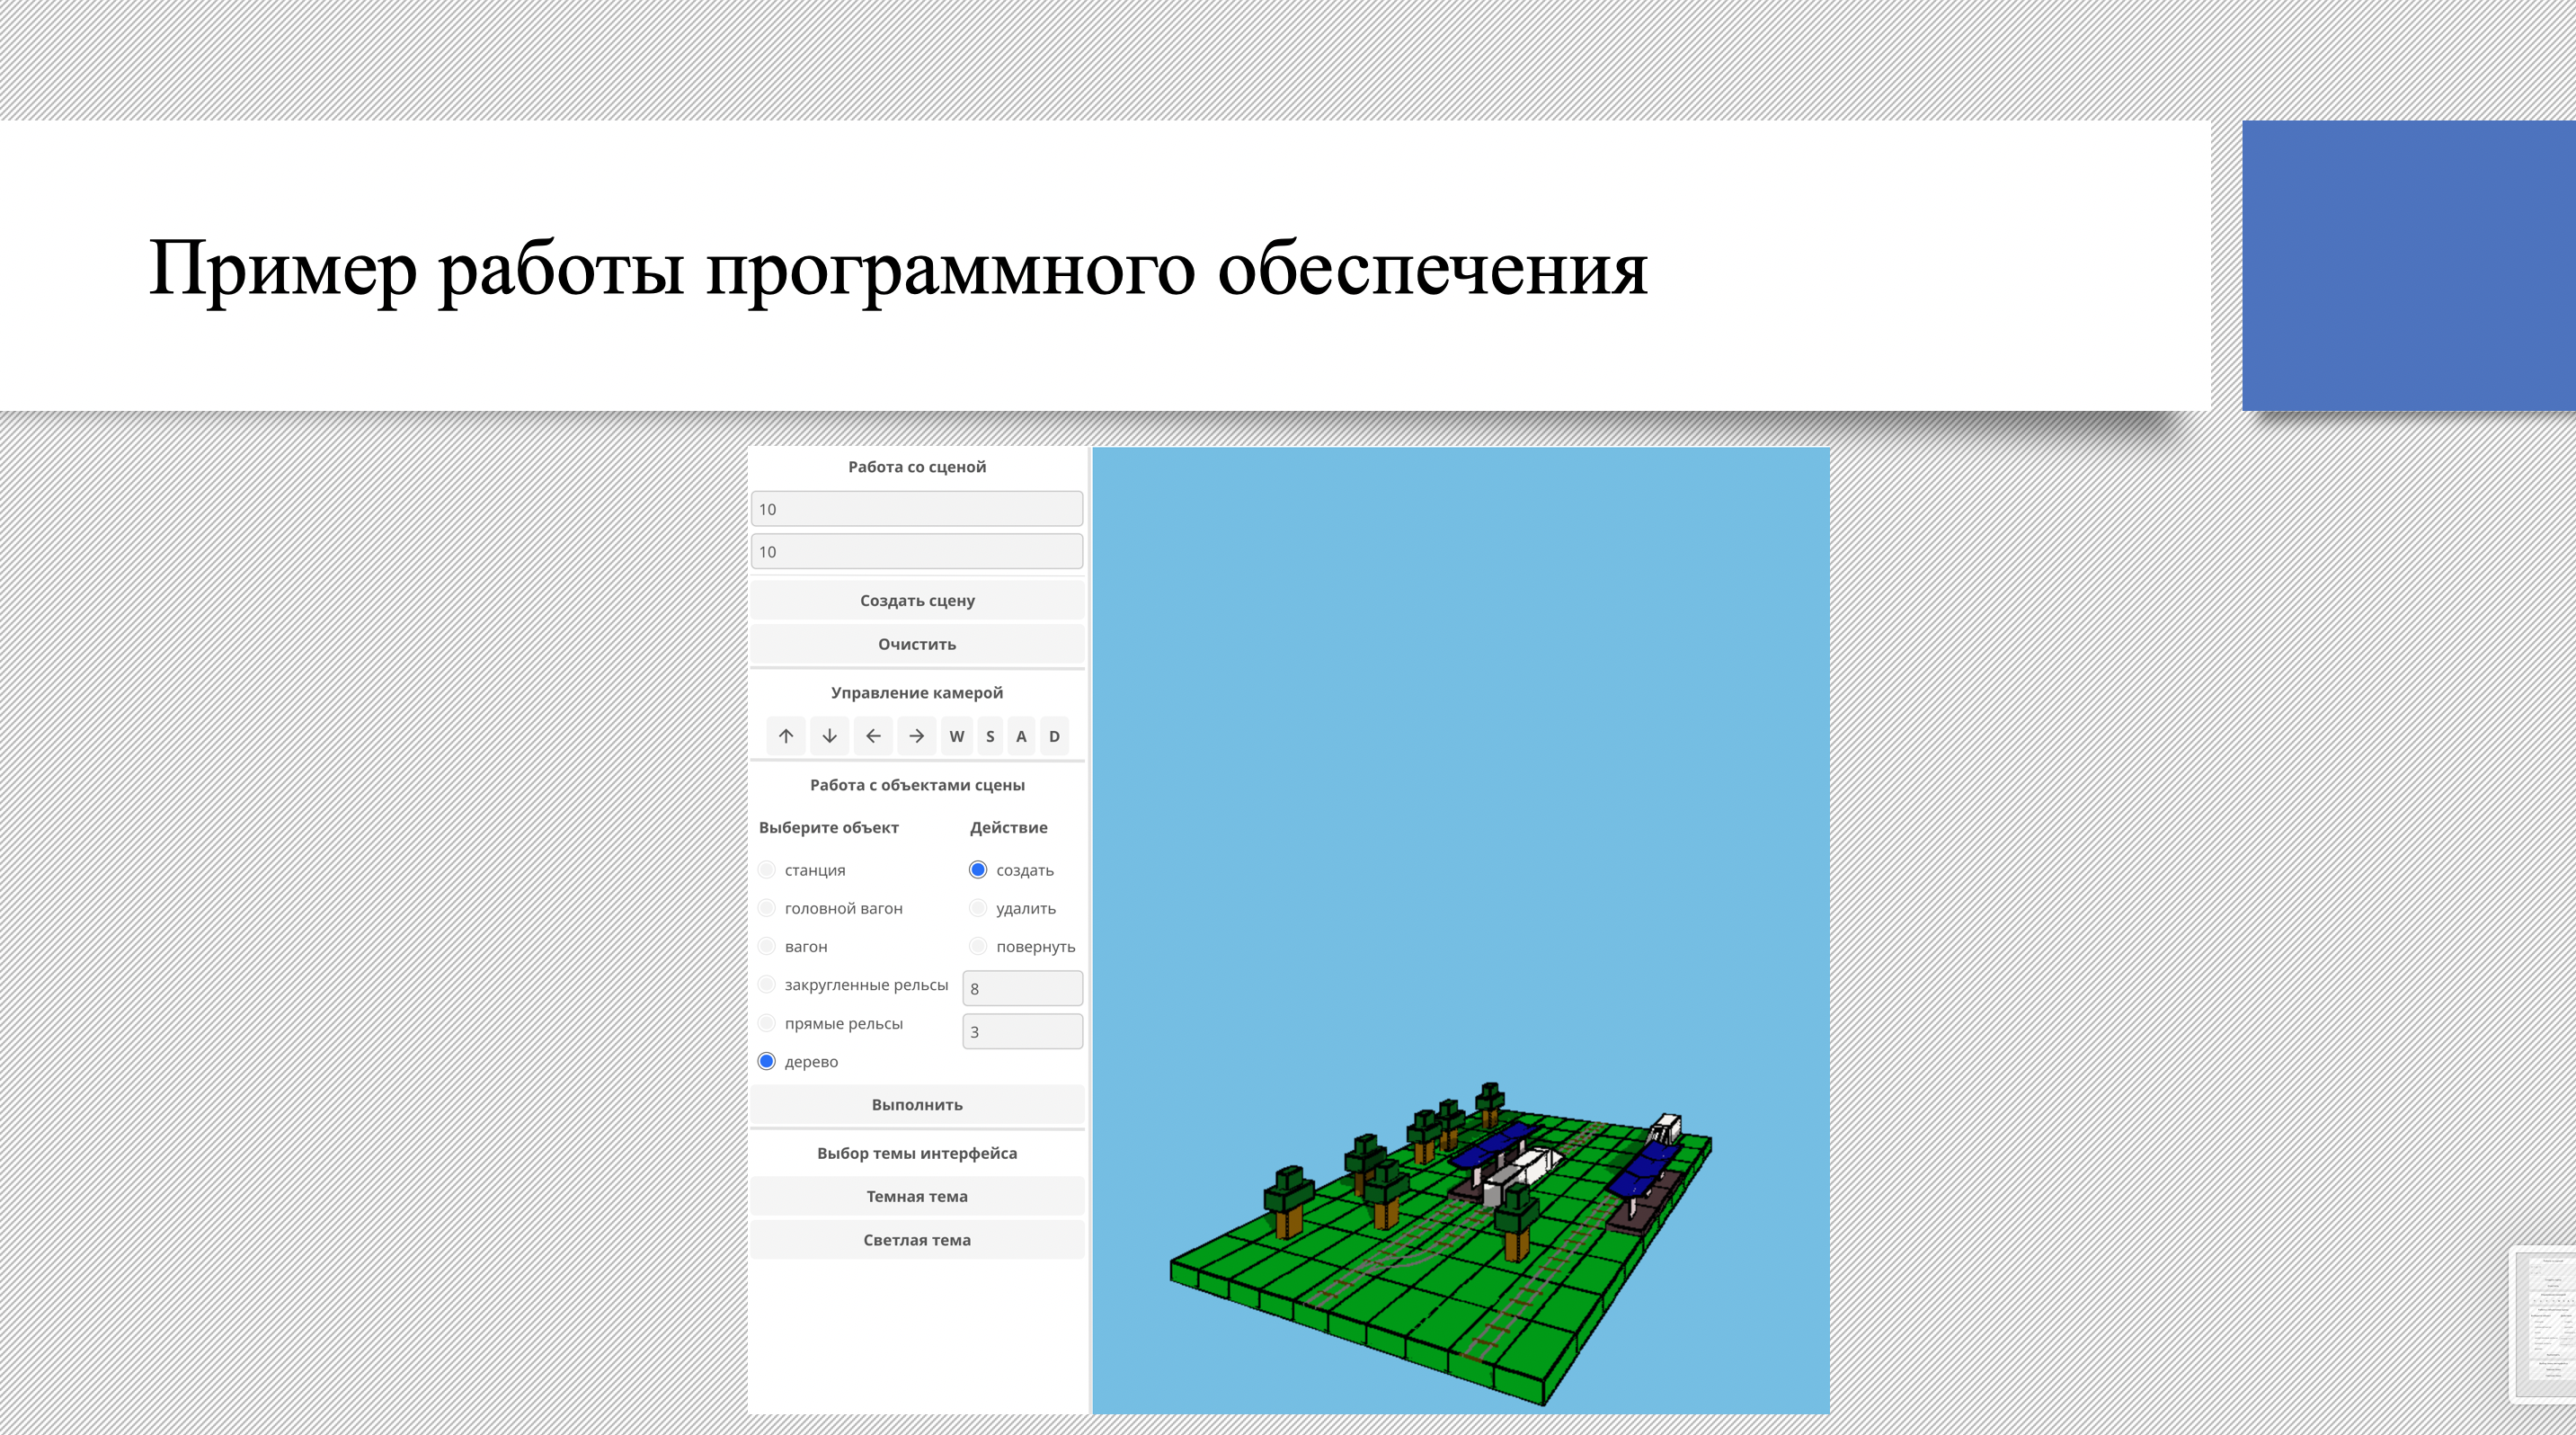 Пример работы программного обеспечения
Работа со сценой
10
10
Создать сцену
Очистить
Управление камерой
↑ ↓ ← → W S A D
Работа с объектами сцены
Выберите объект Действие
станция создать
головной вагон удалить
вагон повернуть
закругленные рельсы 8
прямые рельсы 3
дерево
Выполнить
Выбор темы интерфейса
Темная тема
Светлая тема